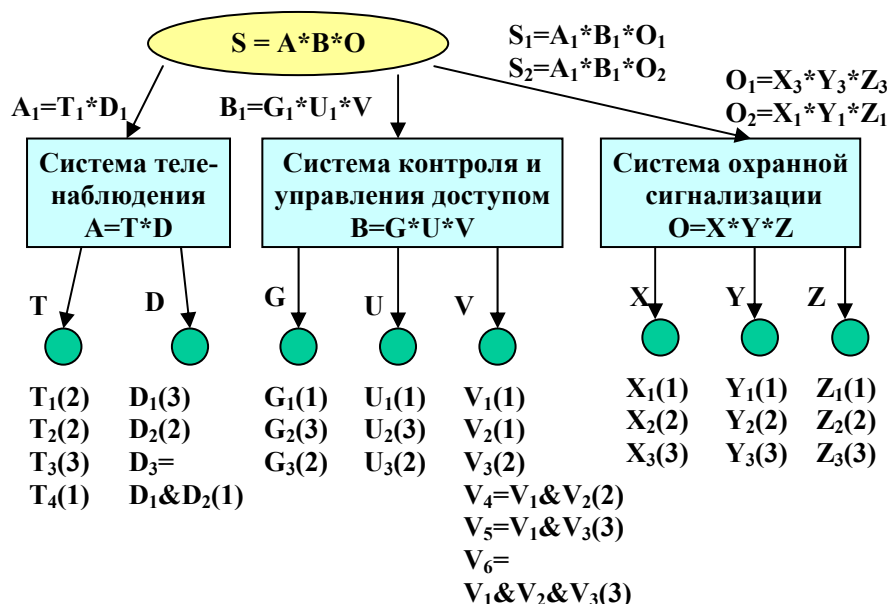 S = A*B*O
S₁=A₁*B₁*O₁
S₂=A₁*B₁*O₂
O₁=X₃*Y₃*Z₃
O₂=X₁*Y₁*Z₁
A₁=T₁*D₁
B₁=G₁*U₁*V
Система теле-
наблюдения
A=T*D
Система контроля и
управления доступом
B=G*U*V
Система охранной
сигнализации
O=X*Y*Z
T
D
G
U
V
X
Y
Z
T₁(2)
T₂(2)
T₃(3)
T₄(1)
D₁(3)
D₂(2)
D₃=
D₁&D₂(1)
G₁(1)
G₂(3)
G₃(2)
U₁(1)
U₂(3)
U₃(2)
V₁(1)
V₂(1)
V₃(2)
V₄=V₁&V₂(2)
V₅=V₁&V₃(3)
V₆=
V₁&V₂&V₃(3)
X₁(1)
X₂(2)
X₃(3)
Y₁(1)
Y₂(2)
Y₃(3)
Z₁(1)
Z₂(2)
Z₃(3)